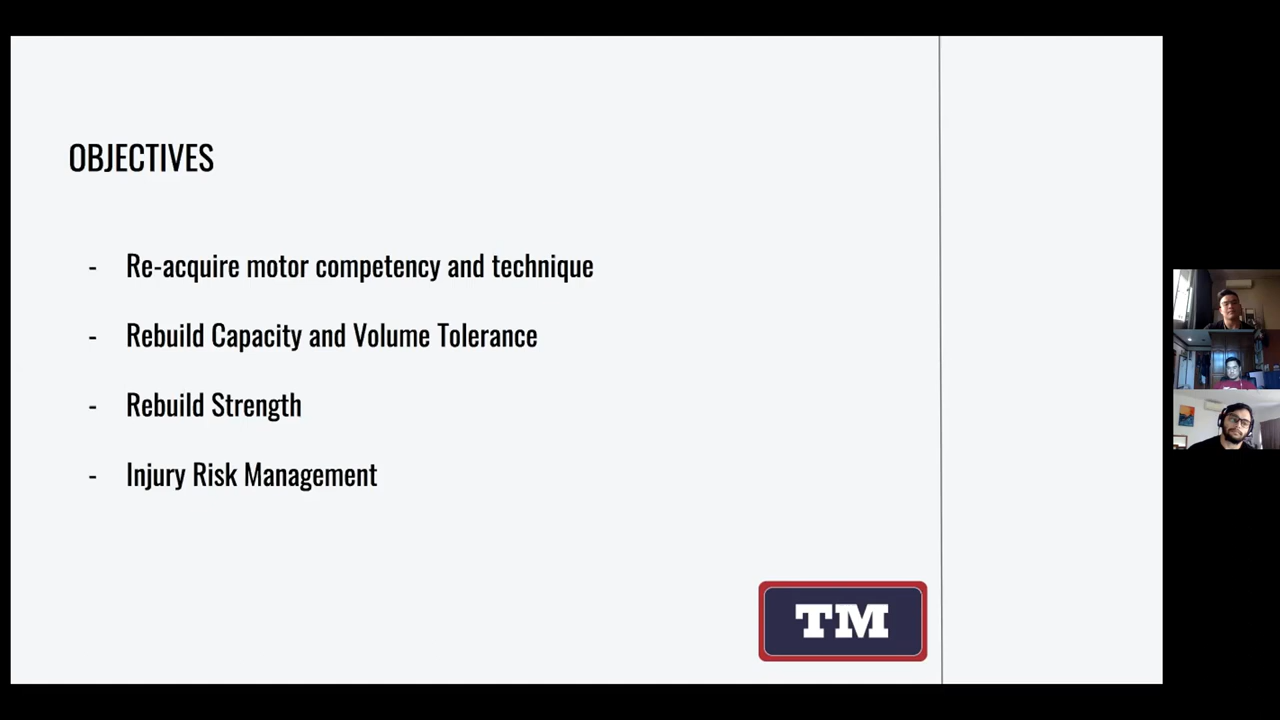 OBJECTIVES
- Re-acquire motor competency and technique
- Rebuild Capacity and Volume Tolerance
- Rebuild Strength
- Injury Risk Management
TM